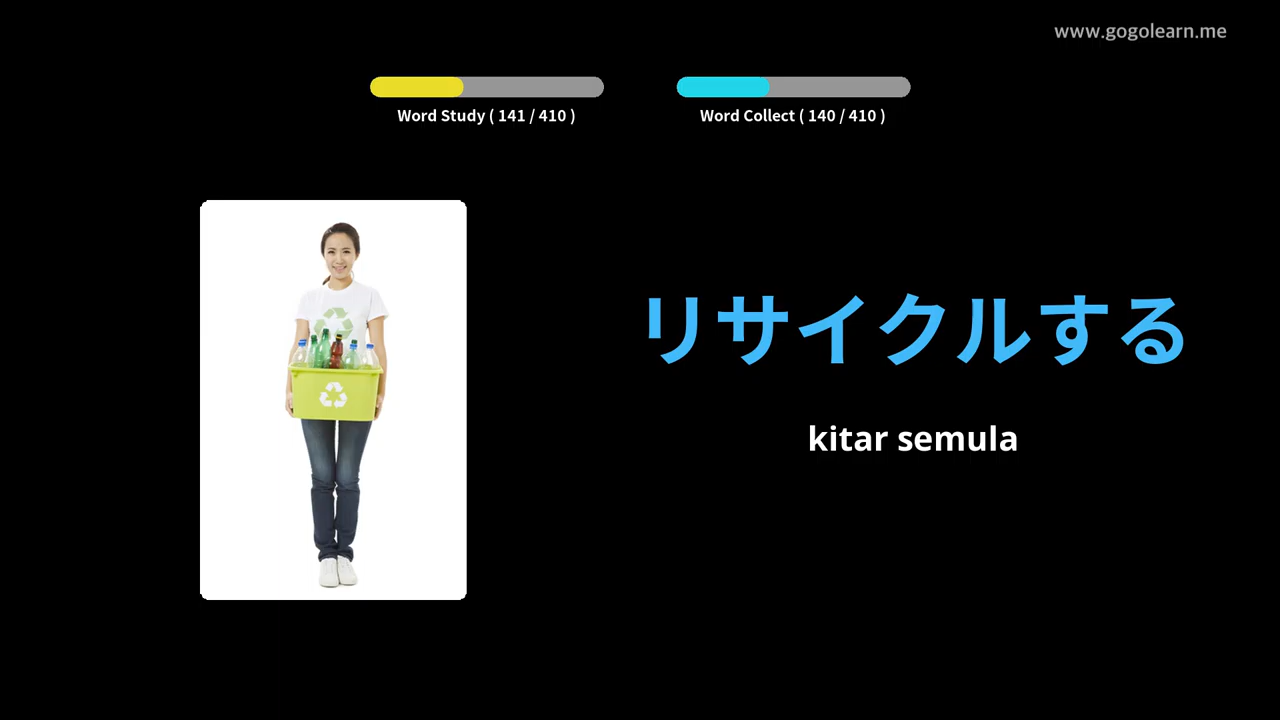 www.gogolearn.me
Word Study ( 141 / 410 )
Word Collect ( 140 / 410 )
リサイクルする
kitar semula